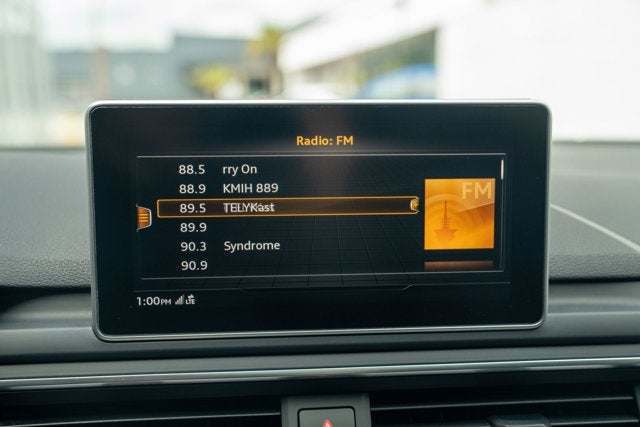 Radio: FM
88.5 rry On
88.9 KMIH 889
89.5
89.9
90.3 Syndrome
90.9
FM
1:00PM LTE